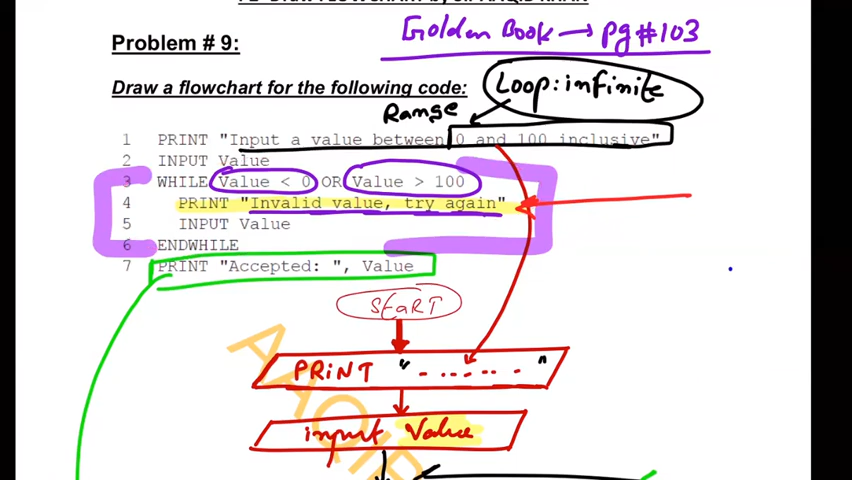 Golden Book → pg#103
Problem # 9:
Draw a flowchart for the following code:
Loop:infinite
Range
1 PRINT "Input a value between 0 and 100 inclusive"
2 INPUT Value
3 WHILE Value < 0 OR Value > 100
4 PRINT "Invalid value, try again"
5 INPUT Value
6 ENDWHILE
7 PRINT "Accepted: ", Value
START
PRINT "......"
input Value